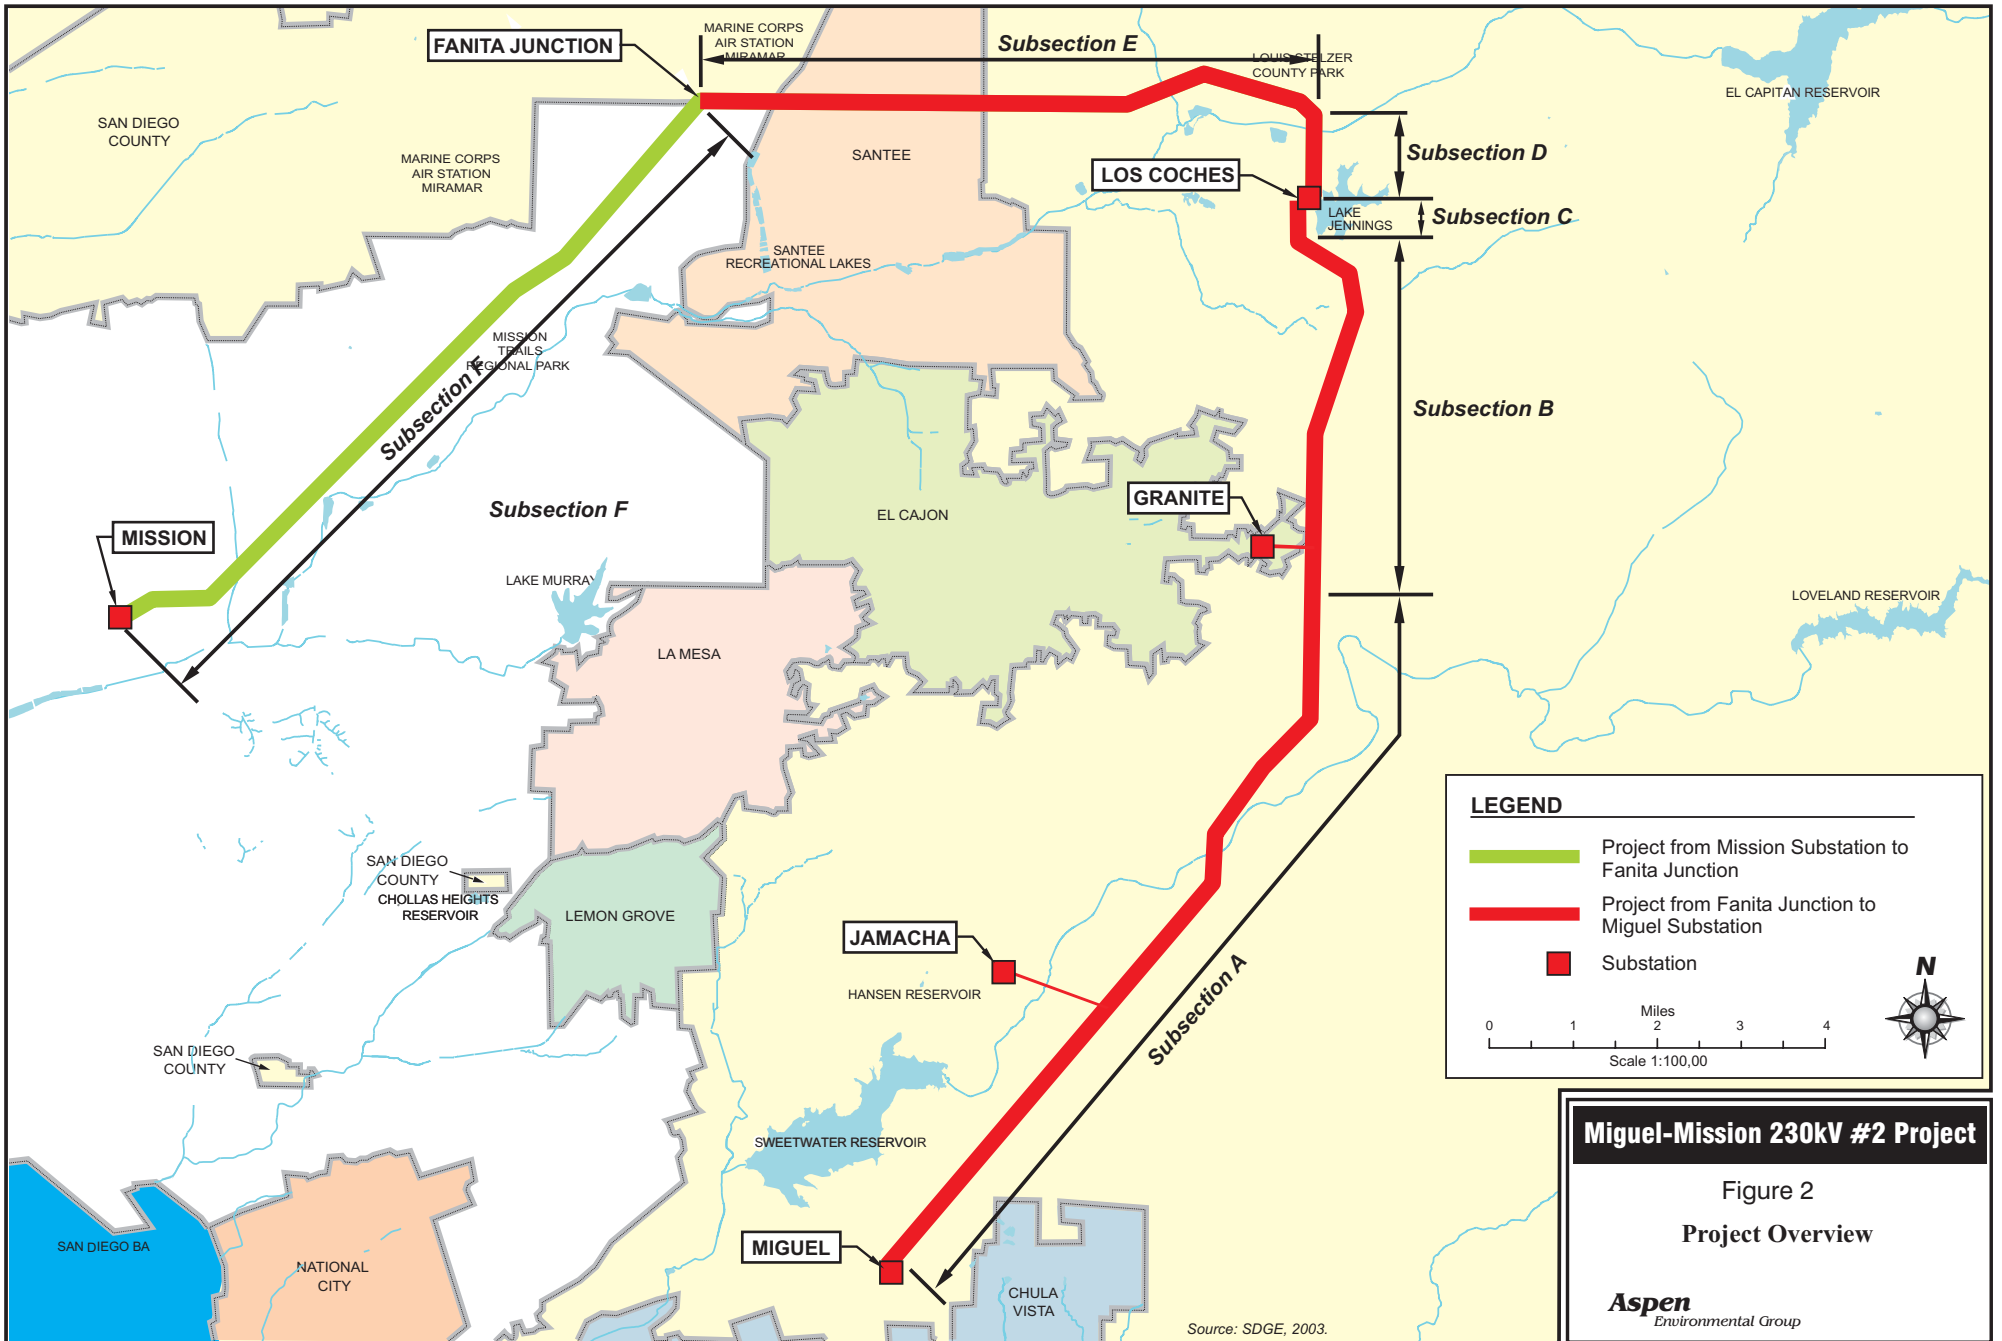 MARINE CORPS
AIR STATION
MIRAMAR
FANITA JUNCTION
Subsection E
LOUIS STELZER
COUNTY PARK
EL CAPITAN RESERVOIR
SAN DIEGO
COUNTY
MARINE CORPS
AIR STATION
MIRAMAR
SANTEE
Subsection D
LOS COCHES
LAKE
JENNINGS
Subsection C
SANTEE
RECREATIONAL LAKES
MISSION
TRAILS
REGIONAL PARK
Subsection F
Subsection B
GRANITE
EL CAJON
Subsection F
MISSION
LAKE MURRAY
LOVELAND RESERVOIR
LA MESA
SAN DIEGO
COUNTY
CHOLLAS HEIGHTS
RESERVOIR
LEMON GROVE
JAMACHA
HANSEN RESERVOIR
Subsection A
SAN DIEGO
COUNTY
SWEETWATER RESERVOIR
MIGUEL
SAN DIEGO BA
NATIONAL
CITY
CHULA
VISTA
Source: SDGE, 2003.
LEGEND
Project from Mission Substation to
Fanita Junction
Project from Fanita Junction to
Miguel Substation
Substation
N
Miles
0 1 2 3 4
Scale 1:100,00
Miguel-Mission 230kV #2 Project
Figure 2
Project Overview
Aspen
Environmental Group